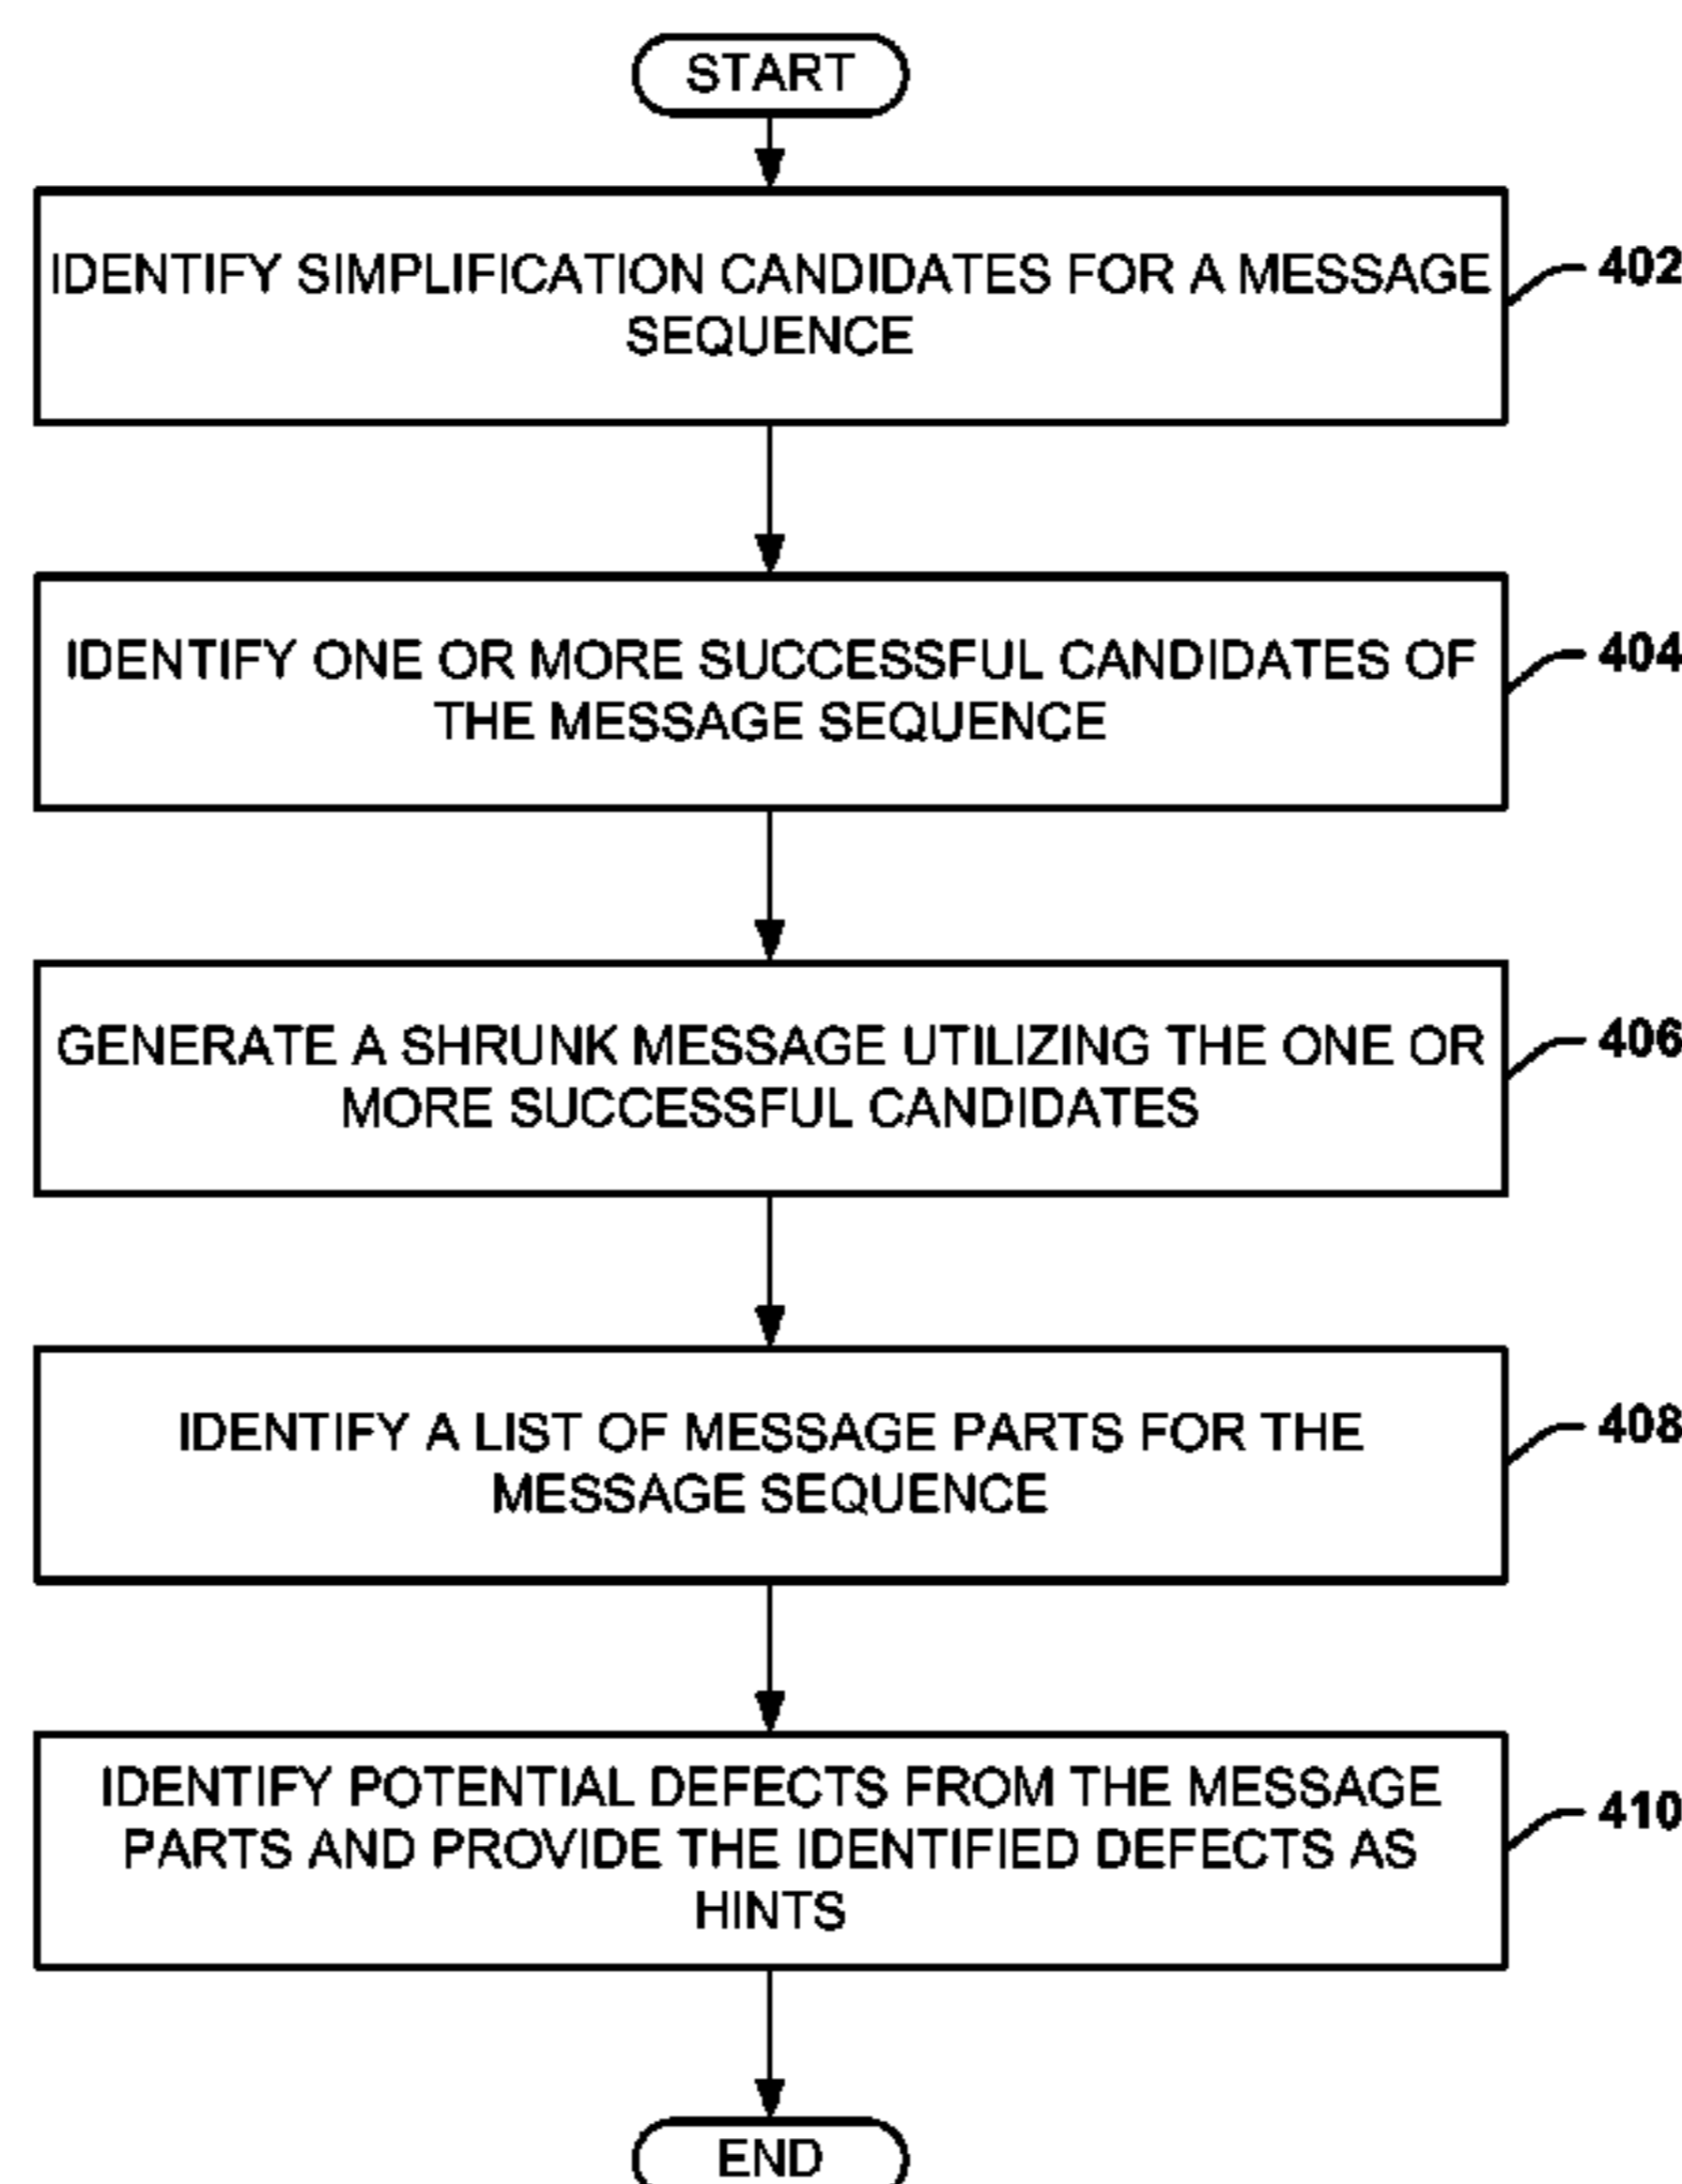 START
IDENTIFY SIMPLIFICATION CANDIDATES FOR A MESSAGE
SEQUENCE
402
IDENTIFY ONE OR MORE SUCCESSFUL CANDIDATES OF
THE MESSAGE SEQUENCE
404
GENERATE A SHRUNK MESSAGE UTILIZING THE ONE OR
MORE SUCCESSFUL CANDIDATES
406
IDENTIFY A LIST OF MESSAGE PARTS FOR THE
MESSAGE SEQUENCE
408
IDENTIFY POTENTIAL DEFECTS FROM THE MESSAGE
PARTS AND PROVIDE THE IDENTIFIED DEFECTS AS
HINTS
410
END